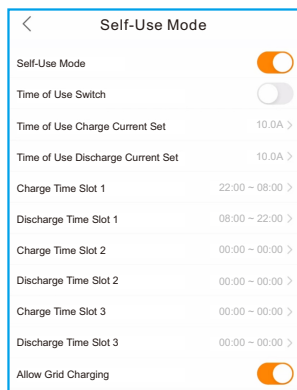 Self-Use Mode
Self-Use Mode
Time of Use Switch
Time of Use Charge Current Set 10.0A >
Time of Use Discharge Current Set 10.0A >
Charge Time Slot 1 22:00 ~ 08:00 >
Discharge Time Slot 1 08:00 ~ 22:00 >
Charge Time Slot 2 00:00 ~ 00:00 >
Discharge Time Slot 2 00:00 ~ 00:00 >
Charge Time Slot 3 00:00 ~ 00:00 >
Discharge Time Slot 3 00:00 ~ 00:00 >
Allow Grid Charging